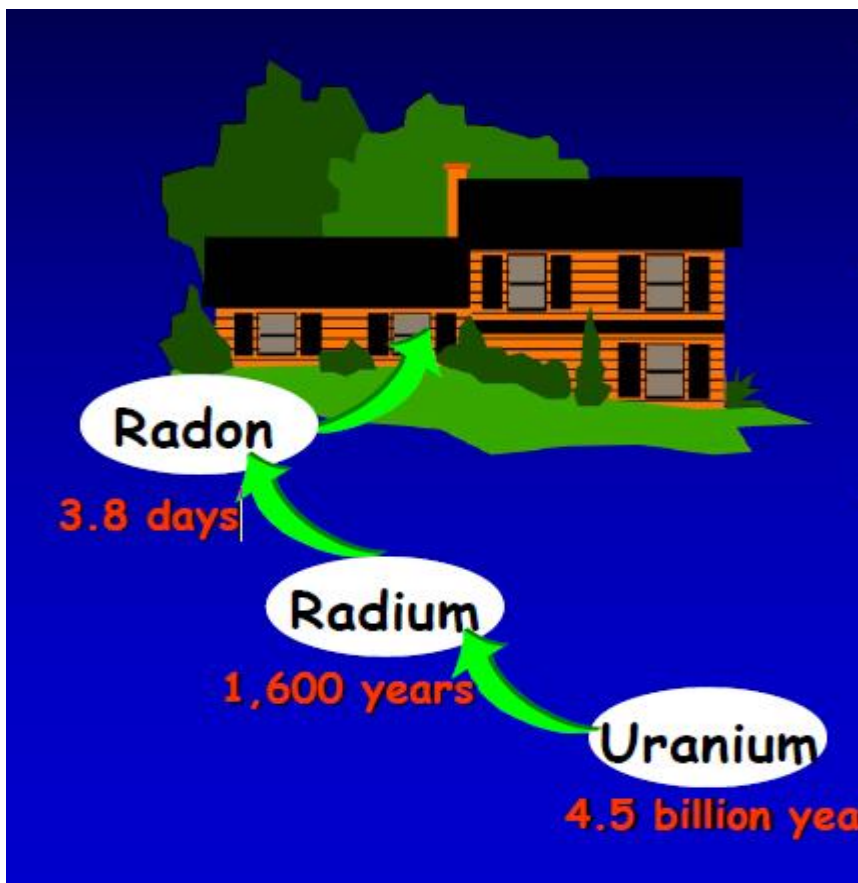 Radon
3.8 days
Radium
1,600 years
Uranium
4.5 billion yea